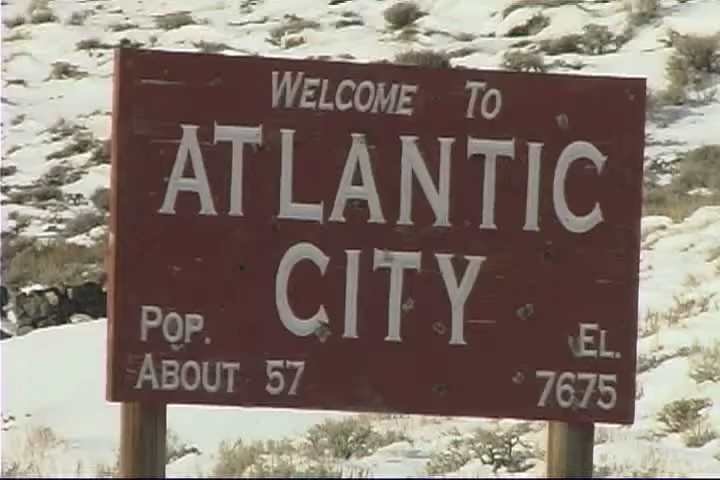 WELCOME TO
ATLANTIC
CITY
POP.
ABOUT 57
EL.
7675